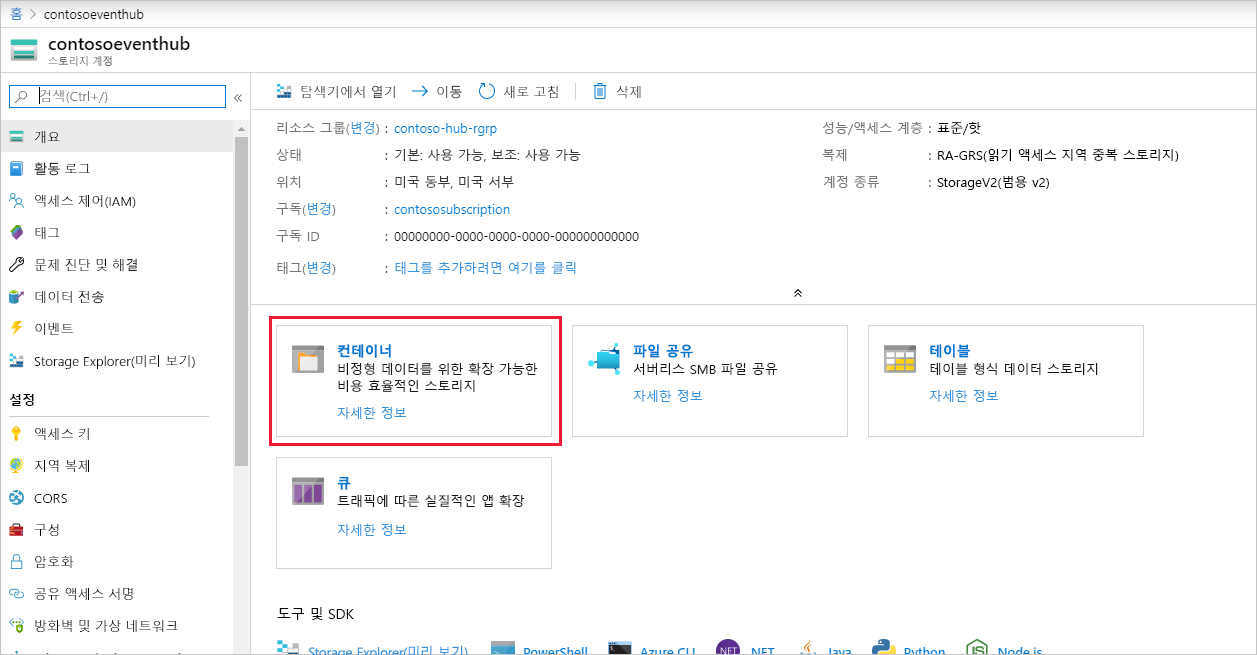 홈 > contosoeventhub
contosoeventhub
스토리지 계정
검색(Ctrl+/)
«
개요
활동 로그
액세스 제어(IAM)
태그
문제 진단 및 해결
데이터 전송
이벤트
Storage Explorer(미리 보기)
설정
액세스 키
지역 복제
CORS
구성
암호화
공유 액세스 서명
방화벽 및 가상 네트워크
탐색기에서 열기 이동 새로 고침 삭제
리소스 그룹(변경) : contoso-hub-rgrp
상태 : 기본: 사용 가능, 보조: 사용 가능
위치 : 미국 동부, 미국 서부
구독(변경) : contososubscription
구독 ID : 00000000-0000-0000-0000-000000000000
태그(변경) : 태그를 추가하려면 여기를 클릭
성능/액세스 계층 : 표준/핫
복제 : RA-GRS(읽기 액세스 지역 중복 스토리지)
계정 종류 : StorageV2(범용 v2)
컨테이너
비정형 데이터를 위한 확장 가능한
비용 효율적인 스토리지
자세한 정보
파일 공유
서버리스 SMB 파일 공유
자세한 정보
테이블
테이블 형식 데이터 스토리지
자세한 정보
큐
트래픽에 따른 실질적인 앱 확장
자세한 정보
도구 및 SDK
Storage Explorer(미리 보기) PowerShell Azure CLI NET .NET Java Python JS Node.js